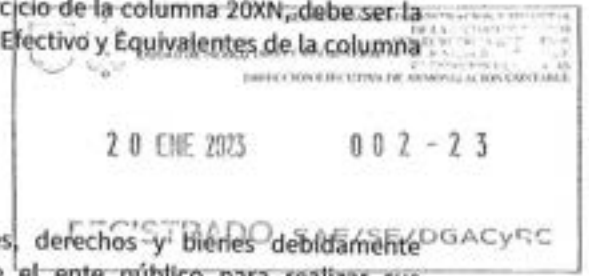 cicio de la columna 20XN, debe ser la
Efectivo y Equivalentes de la columna
DIRECCIÓN EJECUTIVA DE ARMONIZACIÓN CONTABLE
20 ENE 2023 002-23
REGISTRADO SAF/SE/DGACyRC
s, derechos y bienes debidamente
el ente público para realizar sus